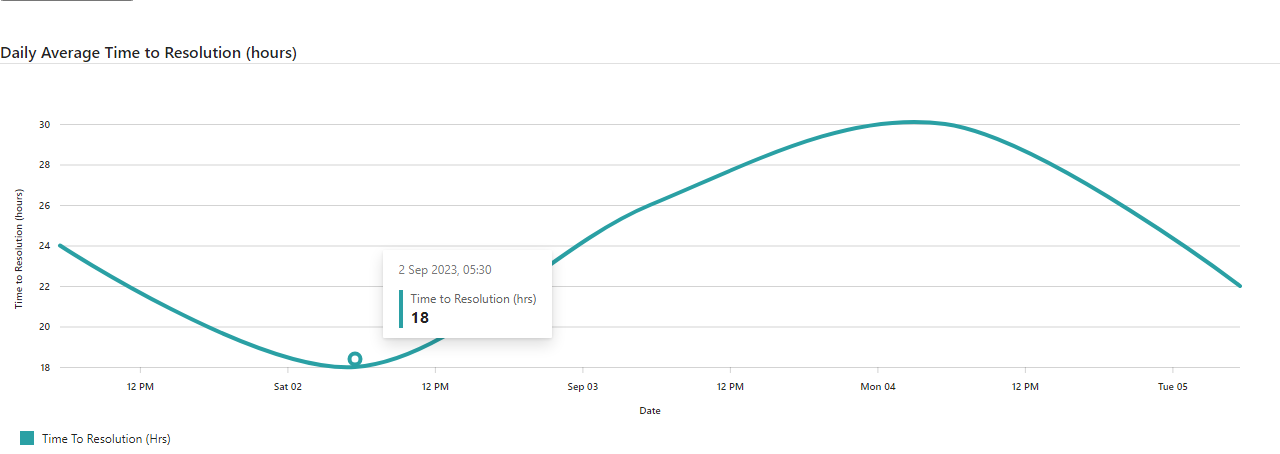 Daily Average Time to Resolution (hours)
30
28
26
24
22
20
18
Time to Resolution (hours)
2 Sep 2023, 05:30
Time to Resolution (hrs)
18
12 PM
Sat 02
12 PM
Sep 03
12 PM
Mon 04
12 PM
Tue 05
Date
Time To Resolution (Hrs)